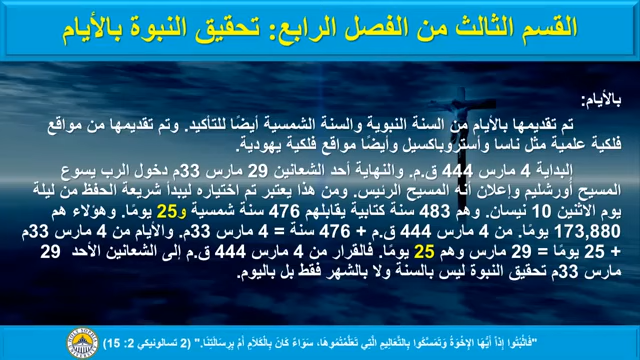 القسم الثالث من الفصل الرابع: تحقيق النبوة بالأيام
بالأيام:
تم تقديمها بالأيام من السنة النبوية والسنة الشمسية أيضًا للتأكيد. وتم تقديمها من مواقع
فلكية علمية مثل ناسا وأستروباكسيل وأيضًا مواقع فلكية يهودية.
البداية 4 مارس 444 ق.م. والنهاية أحد الشعانين 29 مارس 33م دخول الرب يسوع
المسيح أورشليم وإعلان أنه المسيح الرئيس. ومن هذا يعتبر تم اختياره ليبدأ شريعة الحفظ من ليلة
يوم الاثنين 10 نيسان. وهم 483 سنة كتابية يقابلهم 476 سنة شمسية و25 يومًا. وهؤلاء هم
173,880 يومًا. من 4 مارس 444 ق.م + 476 سنة = 4 مارس 33م. والأيام من 4 مارس 33م
+ 25 يومًا = 29 مارس وهم 25 يومًا. فالقرار من 4 مارس 444 ق.م إلى الشعانين الأحد 29
مارس 33م تحقيق النبوة ليس بالسنة ولا بالشهر فقط بل باليوم.
"فَاثْبُتُوا إِذًا أَيُّهَا الإِخْوَةُ وَتَمَسَّكُوا بِالتَّعَالِيمِ الَّتِي تَعَلَّمْتُمُوهَا، سَوَاءٌ كَانَ بِالْكَلاَمِ أَمْ بِرِسَالَتِنَا." (2 تسالونيكي 2: 15)